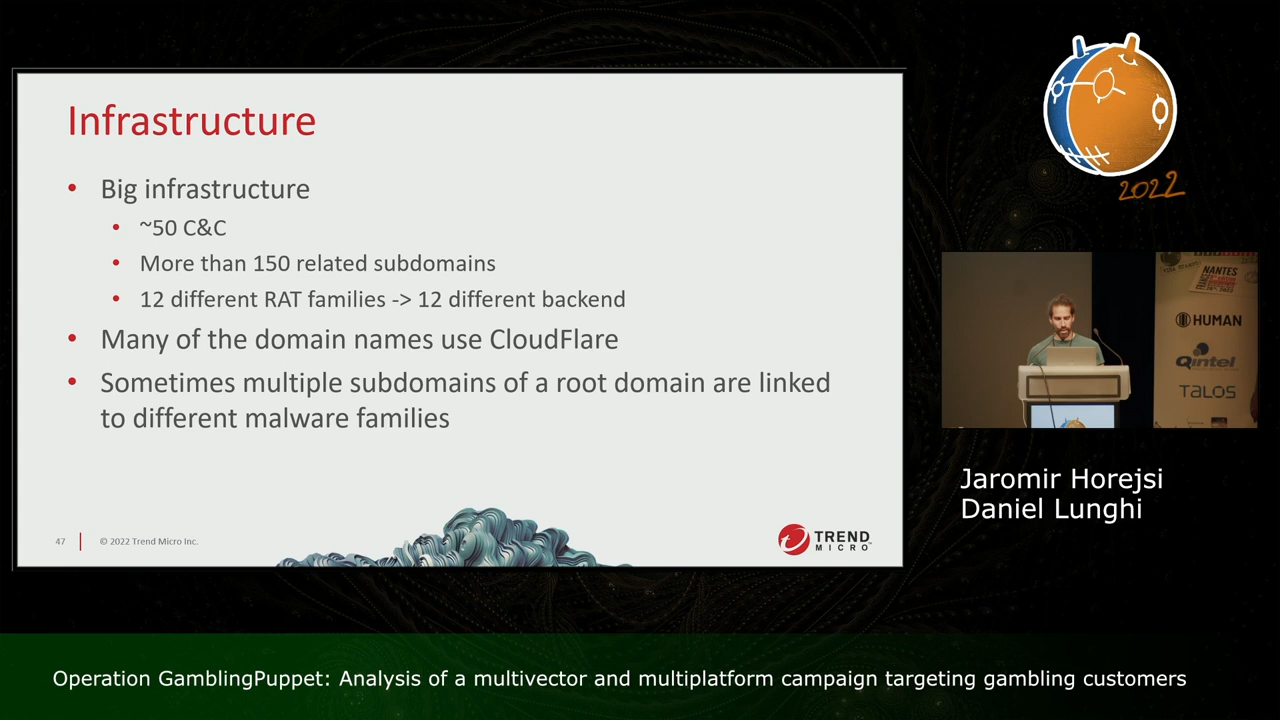 Infrastructure
• Big infrastructure
• ~50 C&C
• More than 150 related subdomains
• 12 different RAT families -> 12 different backend
• Many of the domain names use CloudFlare
• Sometimes multiple subdomains of a root domain are linked
to different malware families
47
© 2022 Trend Micro Inc.
TREND
MICRO
2022
NANTES
HUMAN
Qintel
TALOS
Jaromir Horejsi
Daniel Lunghi
Operation GamblingPuppet: Analysis of a multivector and multiplatform campaign targeting gambling customers